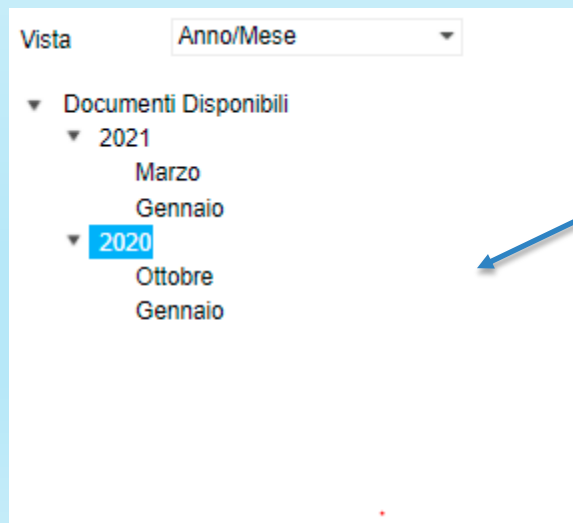 Vista Anno/Mese
Documenti Disponibili
2021
Marzo
Gennaio
2020
Ottobre
Gennaio